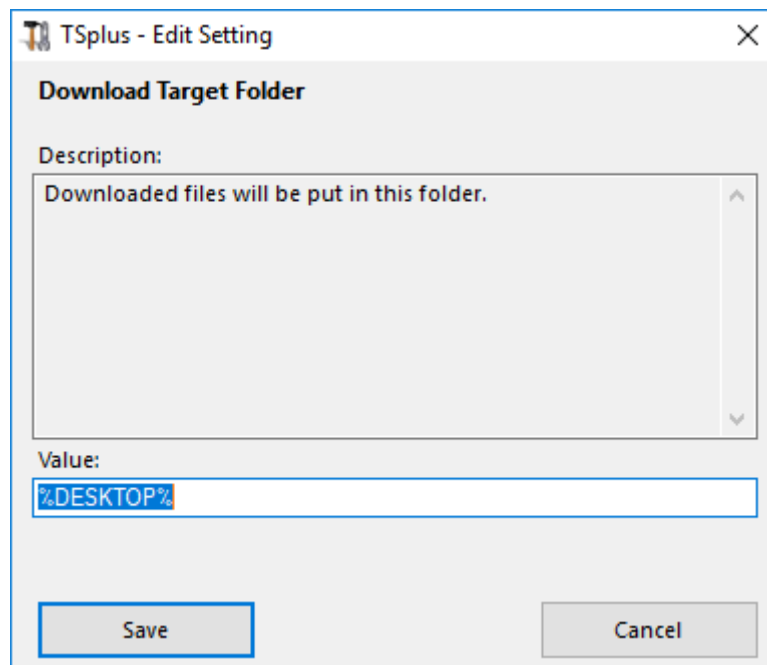 TSplus - Edit Setting
Download Target Folder
Description:
Downloaded files will be put in this folder.
Value:
%DESKTOP%
Save
Cancel